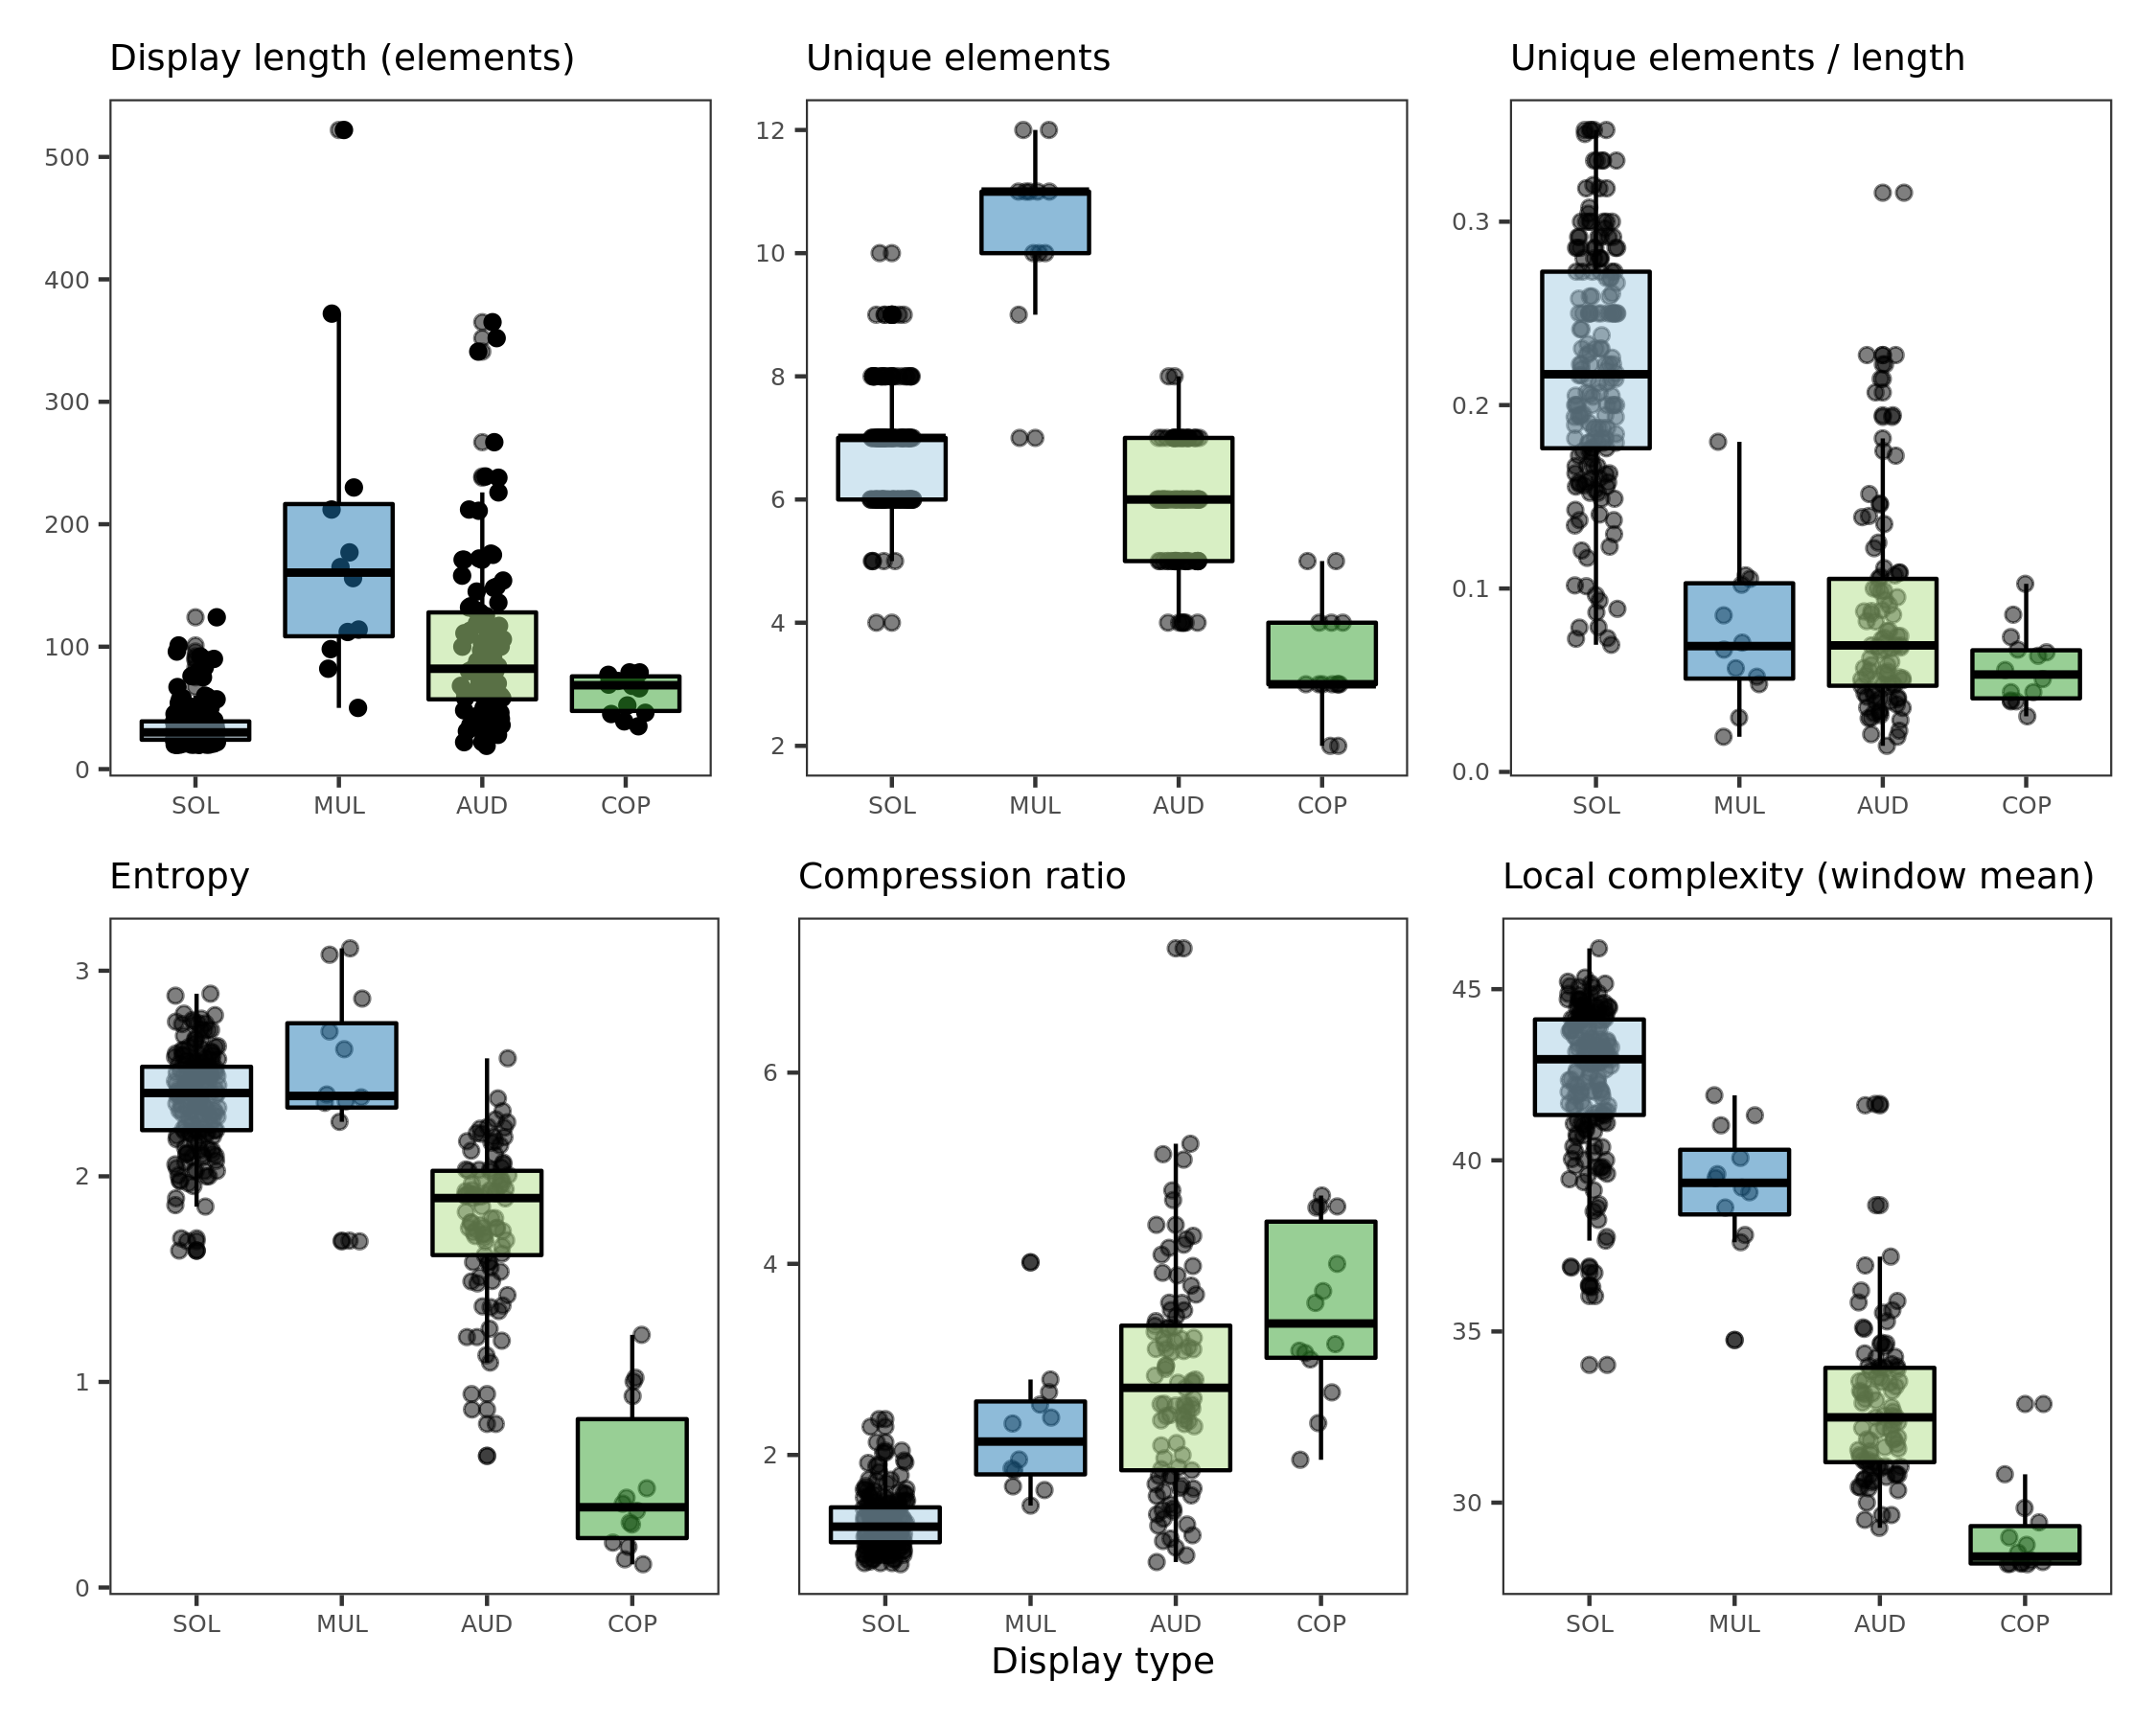 Display length (elements)
500
400
300
200
100
0
SOL MUL AUD COP
Unique elements
12
10
8
6
4
2
SOL MUL AUD COP
Unique elements / length
0.3
0.2
0.1
0.0
SOL MUL AUD COP
Entropy
3
2
1
0
SOL MUL AUD COP
Compression ratio
6
4
2
SOL MUL AUD COP
Local complexity (window mean)
45
40
35
30
SOL MUL AUD COP
Display type